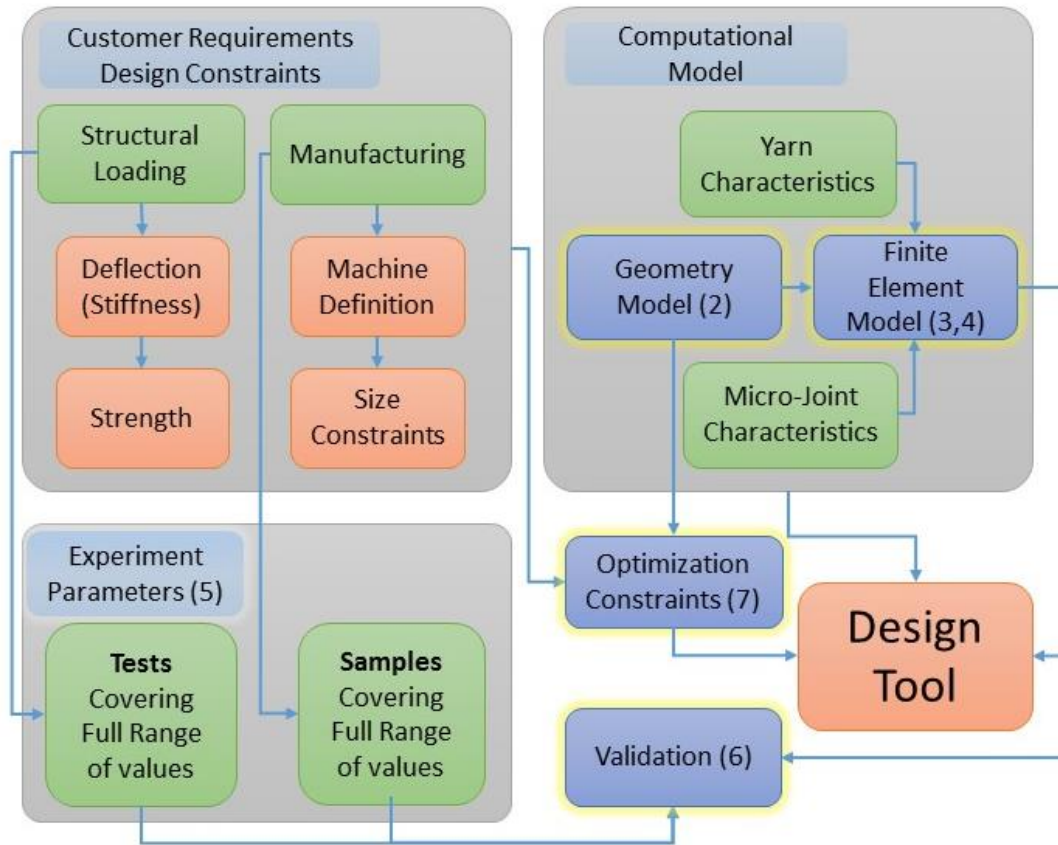 Customer Requirements
Design Constraints
Structural
Loading
Manufacturing
Deflection
(Stiffness)
Machine
Definition
Strength
Size
Constraints
Computational
Model
Yarn
Characteristics
Geometry
Model (2)
Finite
Element
Model (3,4)
Micro-Joint
Characteristics
Experiment
Parameters (5)
Tests
Covering
Full Range
of values
Samples
Covering
Full Range
of values
Optimization
Constraints (7)
Design
Tool
Validation (6)